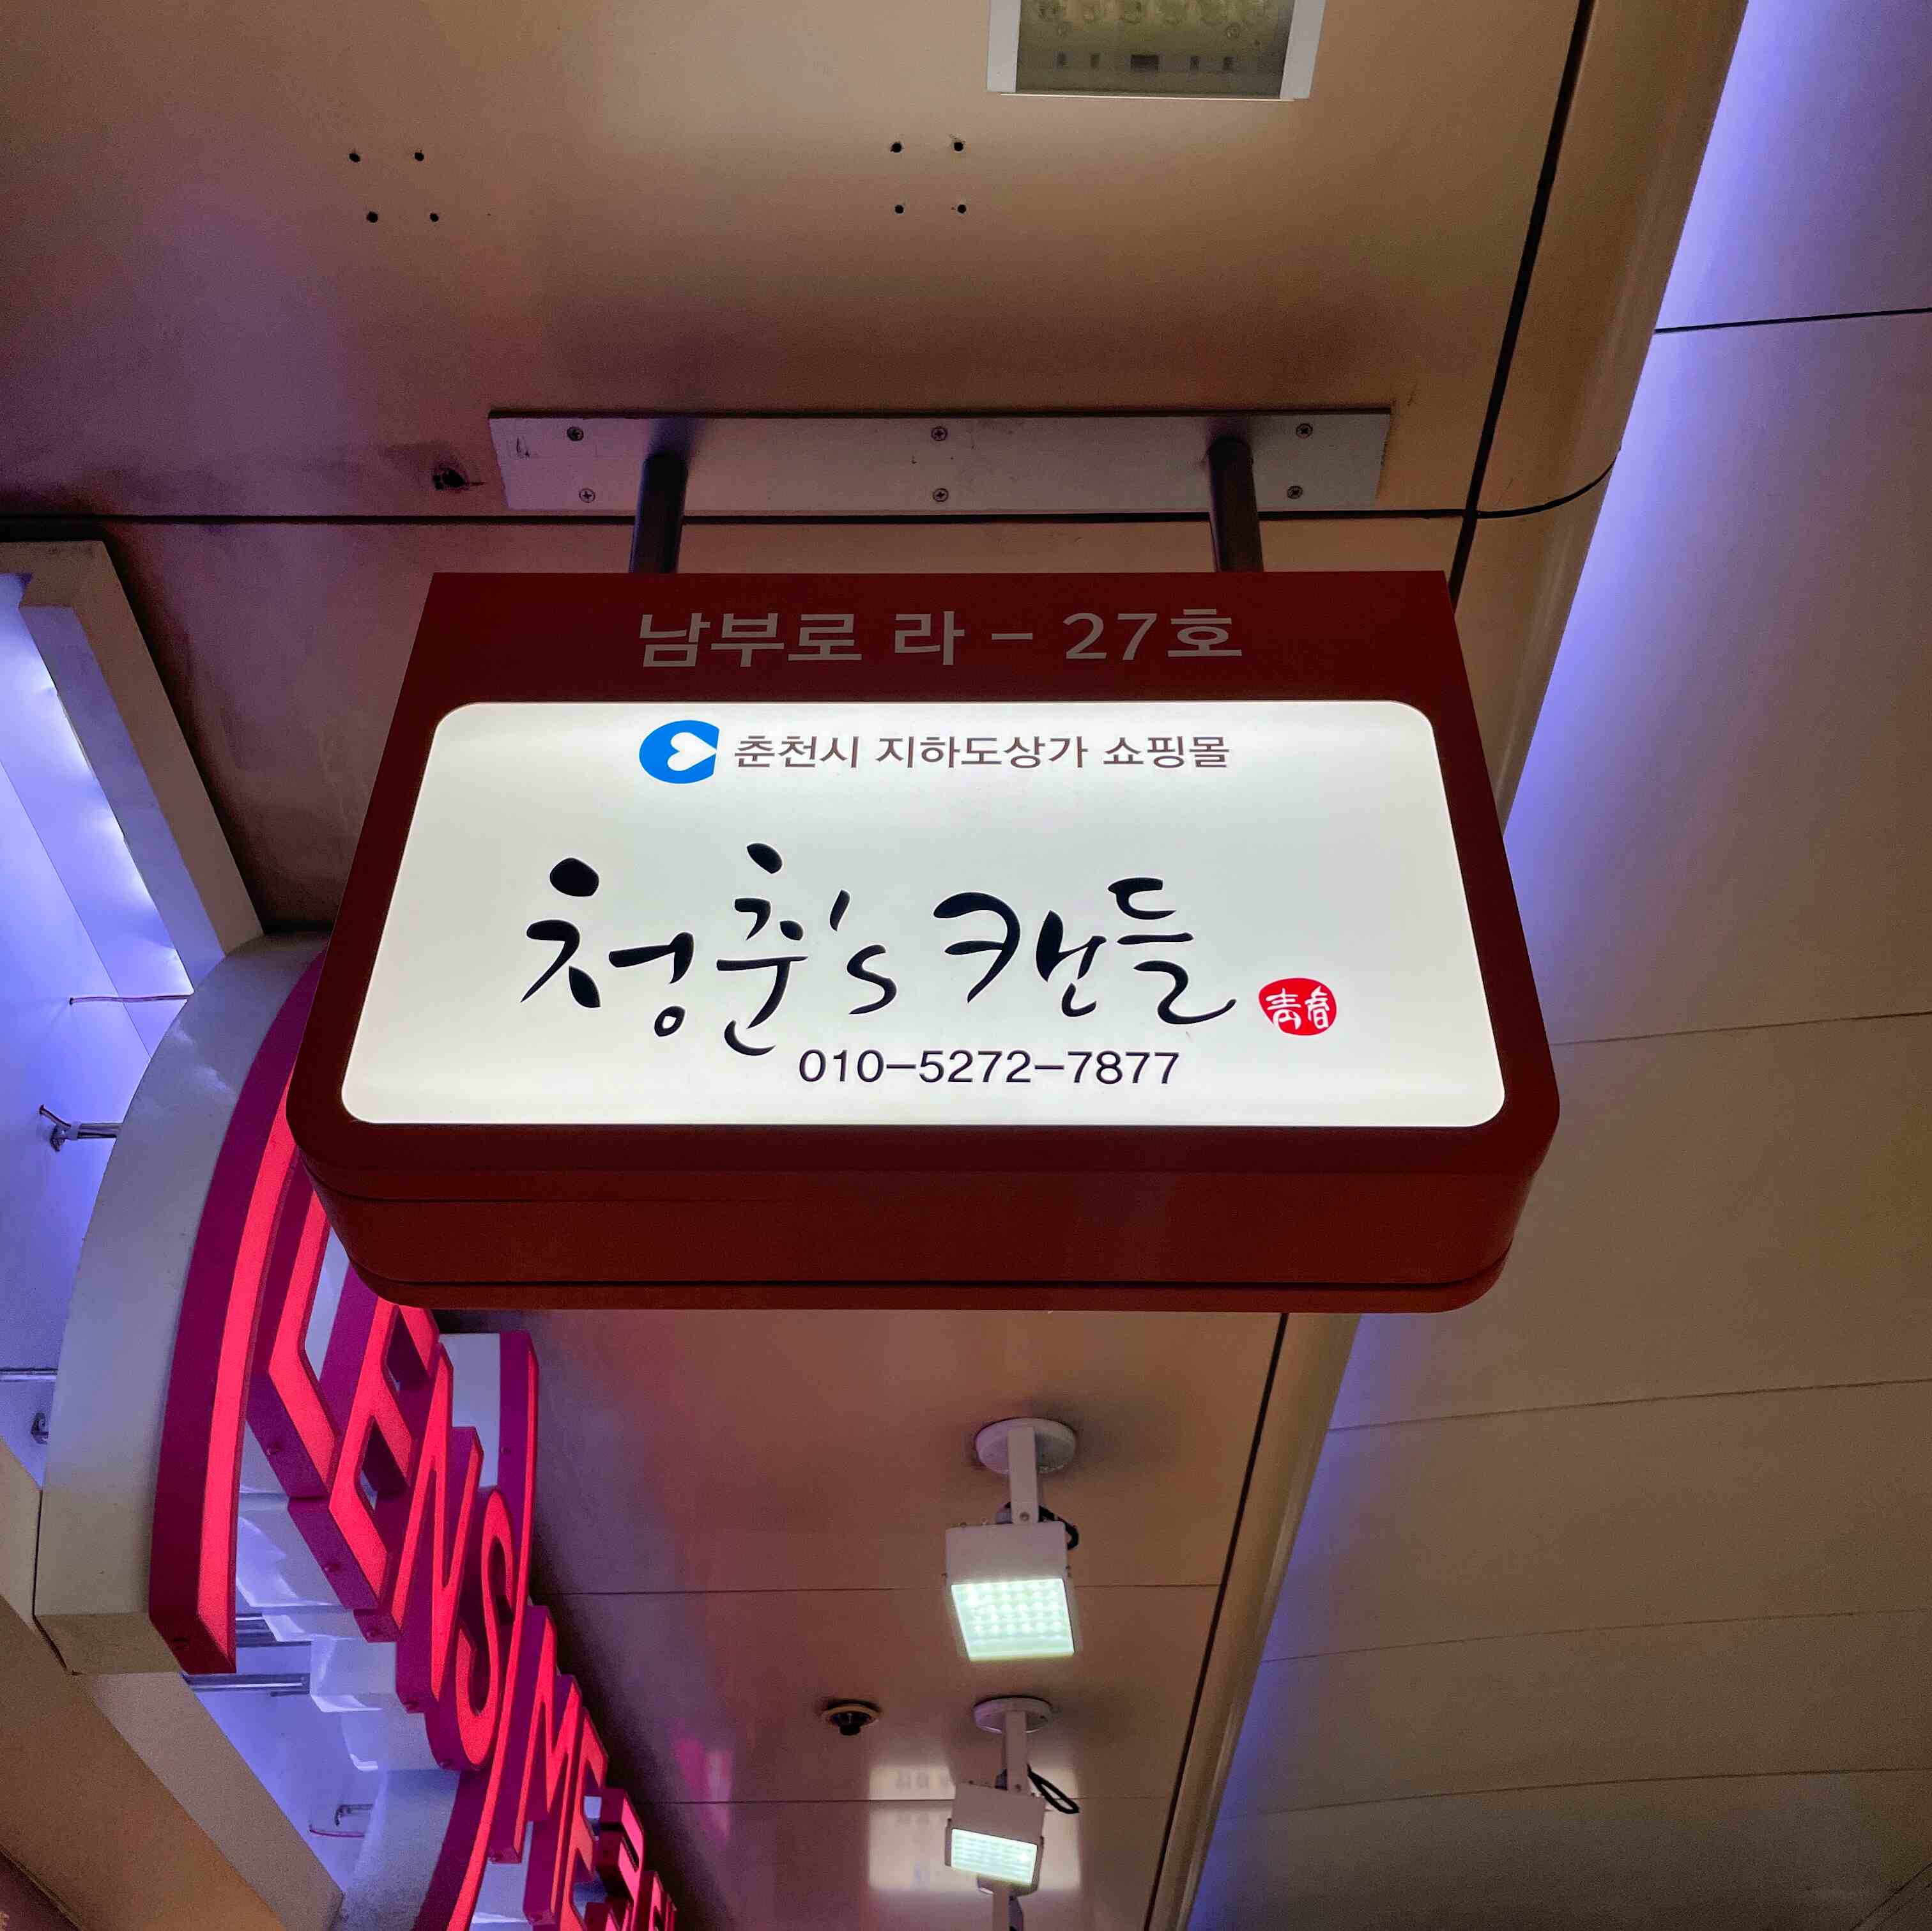 남부로 라 - 27호
춘천시 지하도상가 쇼핑몰
청춘's 캔들
靑春
010-5272-7877
LENS ME